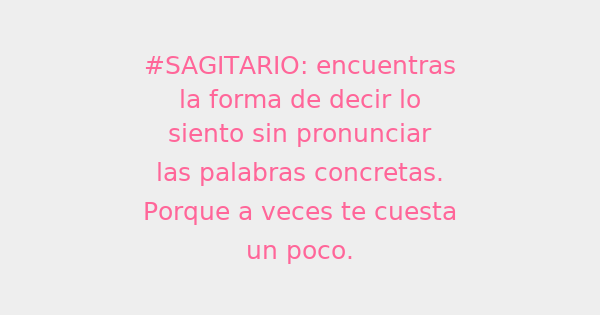 #SAGITARIO: encuentras
la forma de decir lo
siento sin pronunciar
las palabras concretas.
Porque a veces te cuesta
un poco.